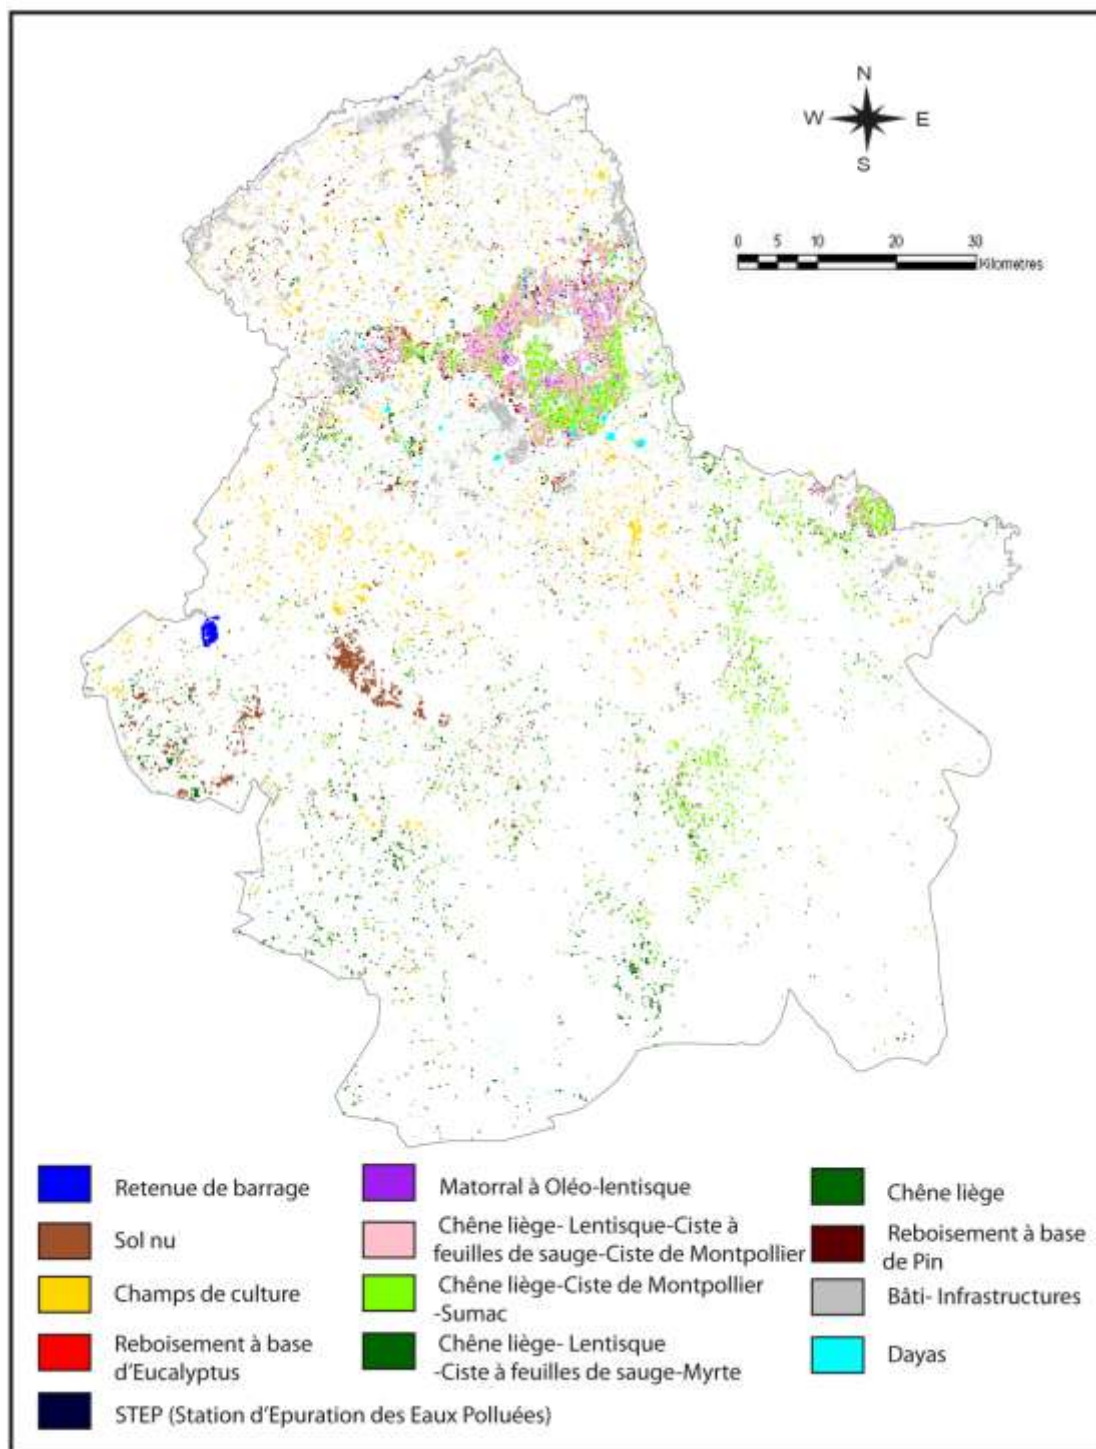 N
W E
S
0 5 10 20 30
Kilometres
Retenue de barrage
Sol nu
Champs de culture
Reboisement à base
d'Eucalyptus
STEP (Station d'Epuration des Eaux Polluées)
Matorral à Oléo-lentisque
Chêne liège- Lentisque-Ciste à
feuilles de sauge-Ciste de Montpollier
Chêne liège-Ciste de Montpollier
-Sumac
Chêne liège- Lentisque
-Ciste à feuilles de sauge-Myrte
Chêne liège
Reboisement à base
de Pin
Bâti- Infrastructures
Dayas